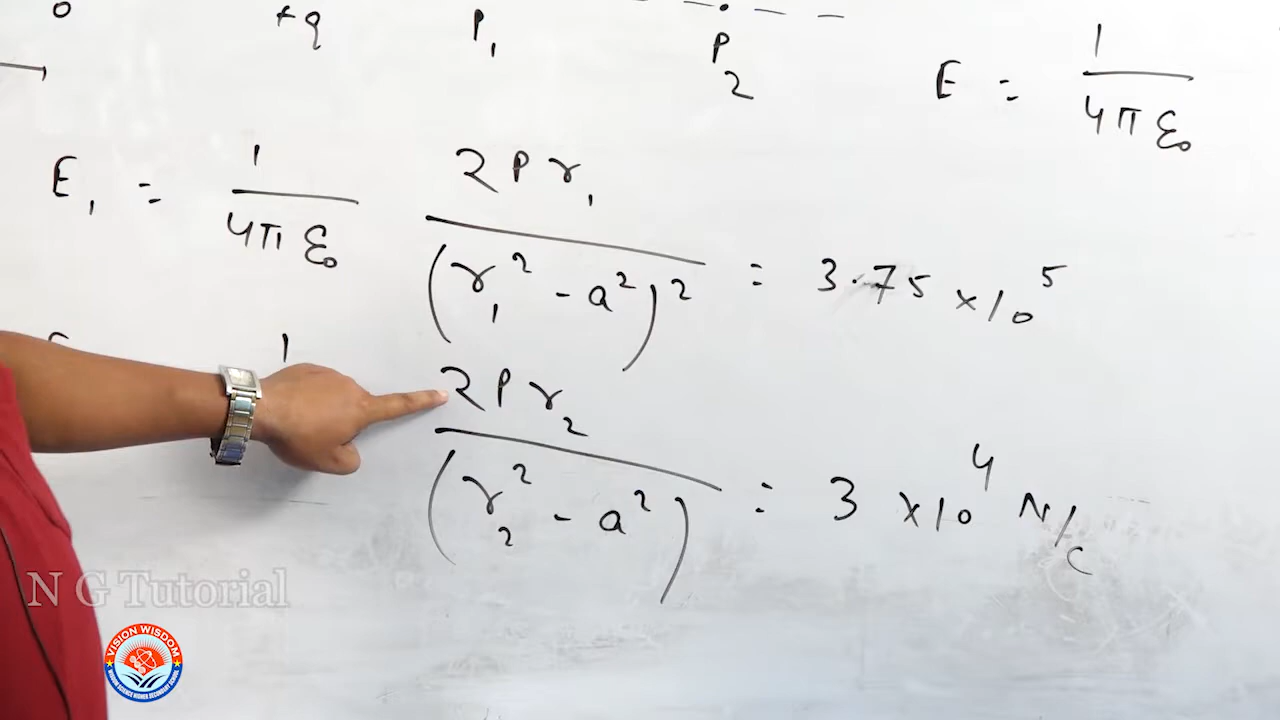 o +q P₁ P₂
E = 1/4πε₀
E₁ = 1/4πε₀ 2Pr₁/(r₁² - a²)² = 3.75 × 10⁵
1 2Pr₂/(r₂² - a²) = 3 × 10⁴ N/C
N G Tutorial
VISION WISDOM